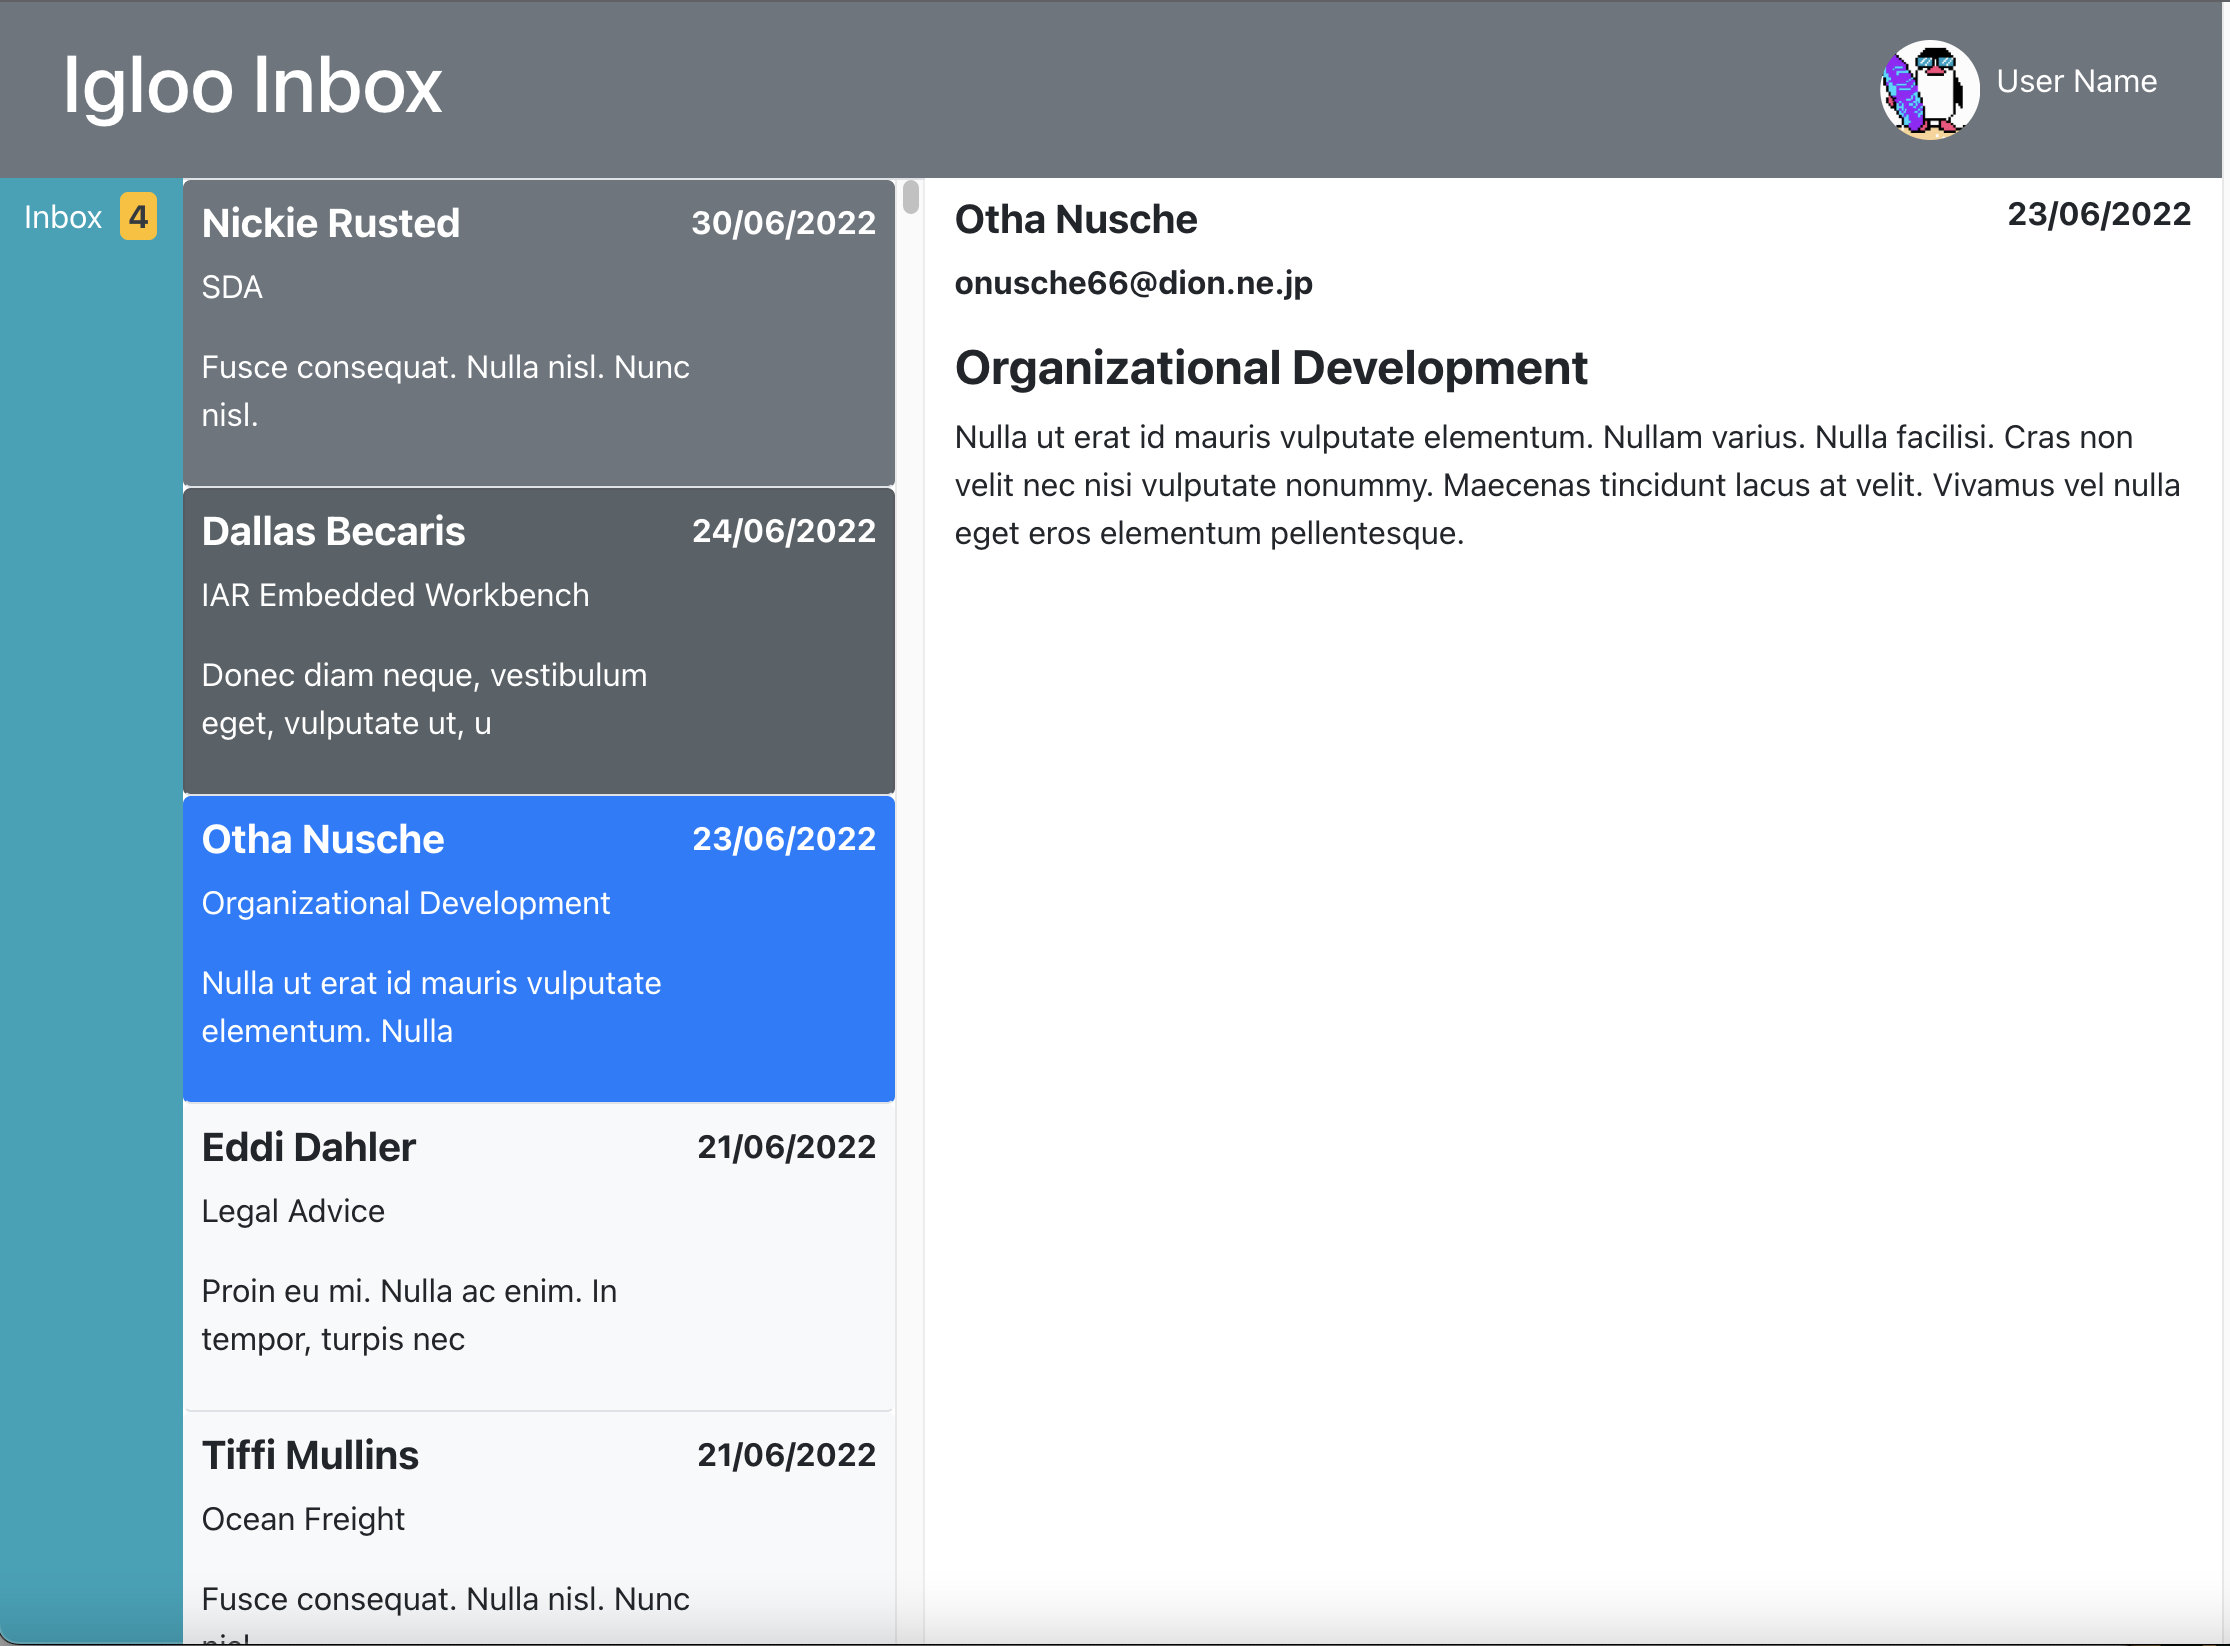 Igloo Inbox
User Name
Inbox 4
Nickie Rusted 30/06/2022
SDA
Fusce consequat. Nulla nisl. Nunc
nisl.
Dallas Becaris 24/06/2022
IAR Embedded Workbench
Donec diam neque, vestibulum
eget, vulputate ut, u
Otha Nusche 23/06/2022
Organizational Development
Nulla ut erat id mauris vulputate
elementum. Nulla
Eddi Dahler 21/06/2022
Legal Advice
Proin eu mi. Nulla ac enim. In
tempor, turpis nec
Tiffi Mullins 21/06/2022
Ocean Freight
Fusce consequat. Nulla nisl. Nunc
Otha Nusche 23/06/2022
onusche66@dion.ne.jp
Organizational Development
Nulla ut erat id mauris vulputate elementum. Nullam varius. Nulla facilisi. Cras non
velit nec nisi vulputate nonummy. Maecenas tincidunt lacus at velit. Vivamus vel nulla
eget eros elementum pellentesque.